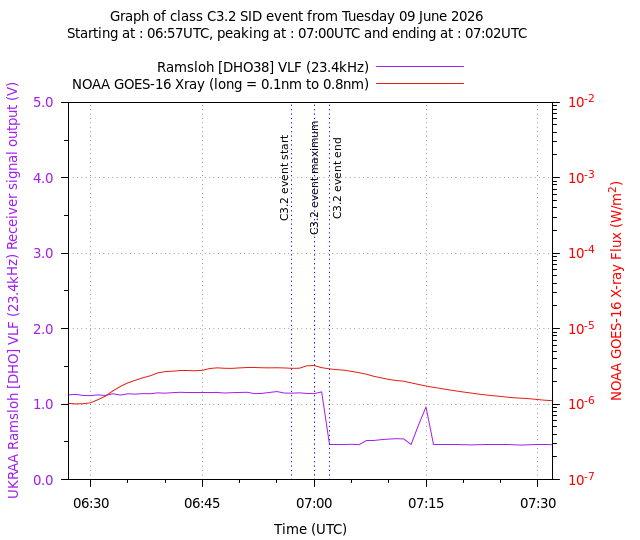 Graph of class C3.2 SID event from Tuesday 09 June 2026
Starting at : 06:57UTC, peaking at : 07:00UTC and ending at : 07:02UTC
Ramsloh [DHO38] VLF (23.4kHz)
NOAA GOES-16 Xray (long = 0.1nm to 0.8nm)
UKRAA Ramsloh [DHO] VLF (23.4kHz) Receiver signal output (V)
5.0
4.0
3.0
2.0
1.0
0.0
C3.2 event start
C3.2 event maximum
C3.2 event end
10-2
10-3
10-4
10-5
10-6
10-7
NOAA GOES-16 X-ray Flux (W/m2)
06:30 06:45 07:00 07:15 07:30
Time (UTC)